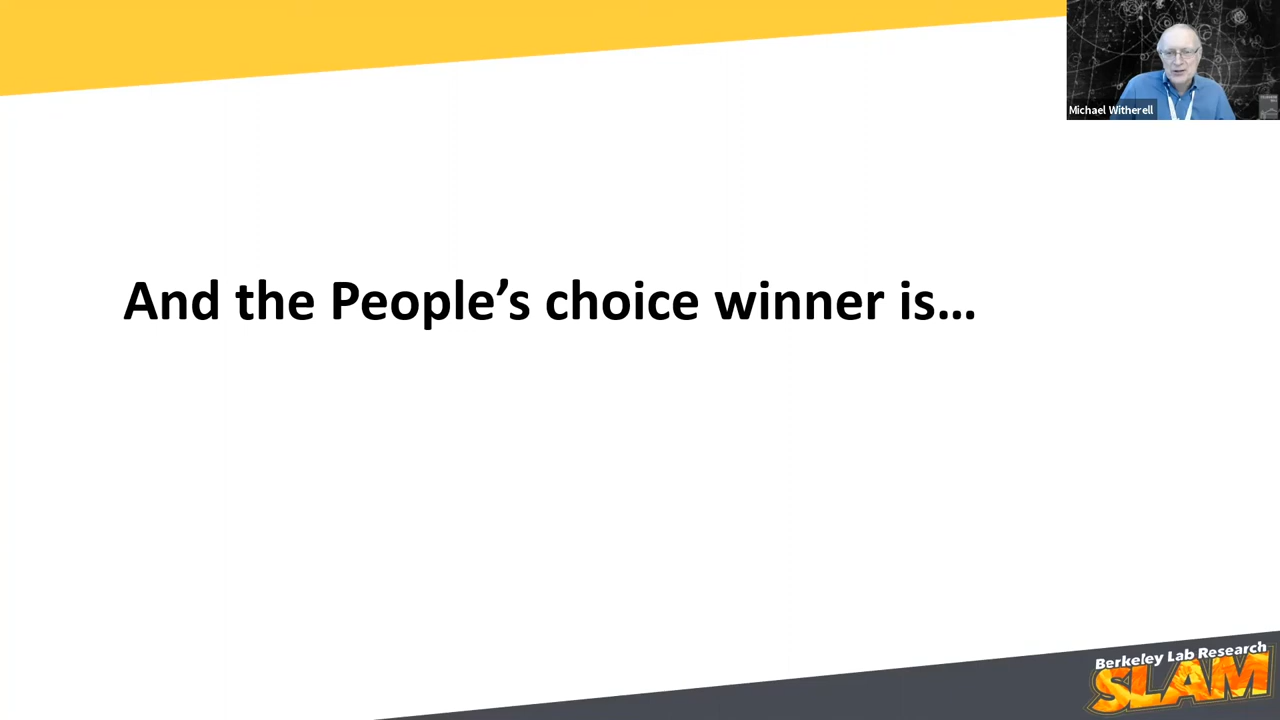 Michael Witherell
And the People’s choice winner is…
Berkeley Lab Research
SLAM